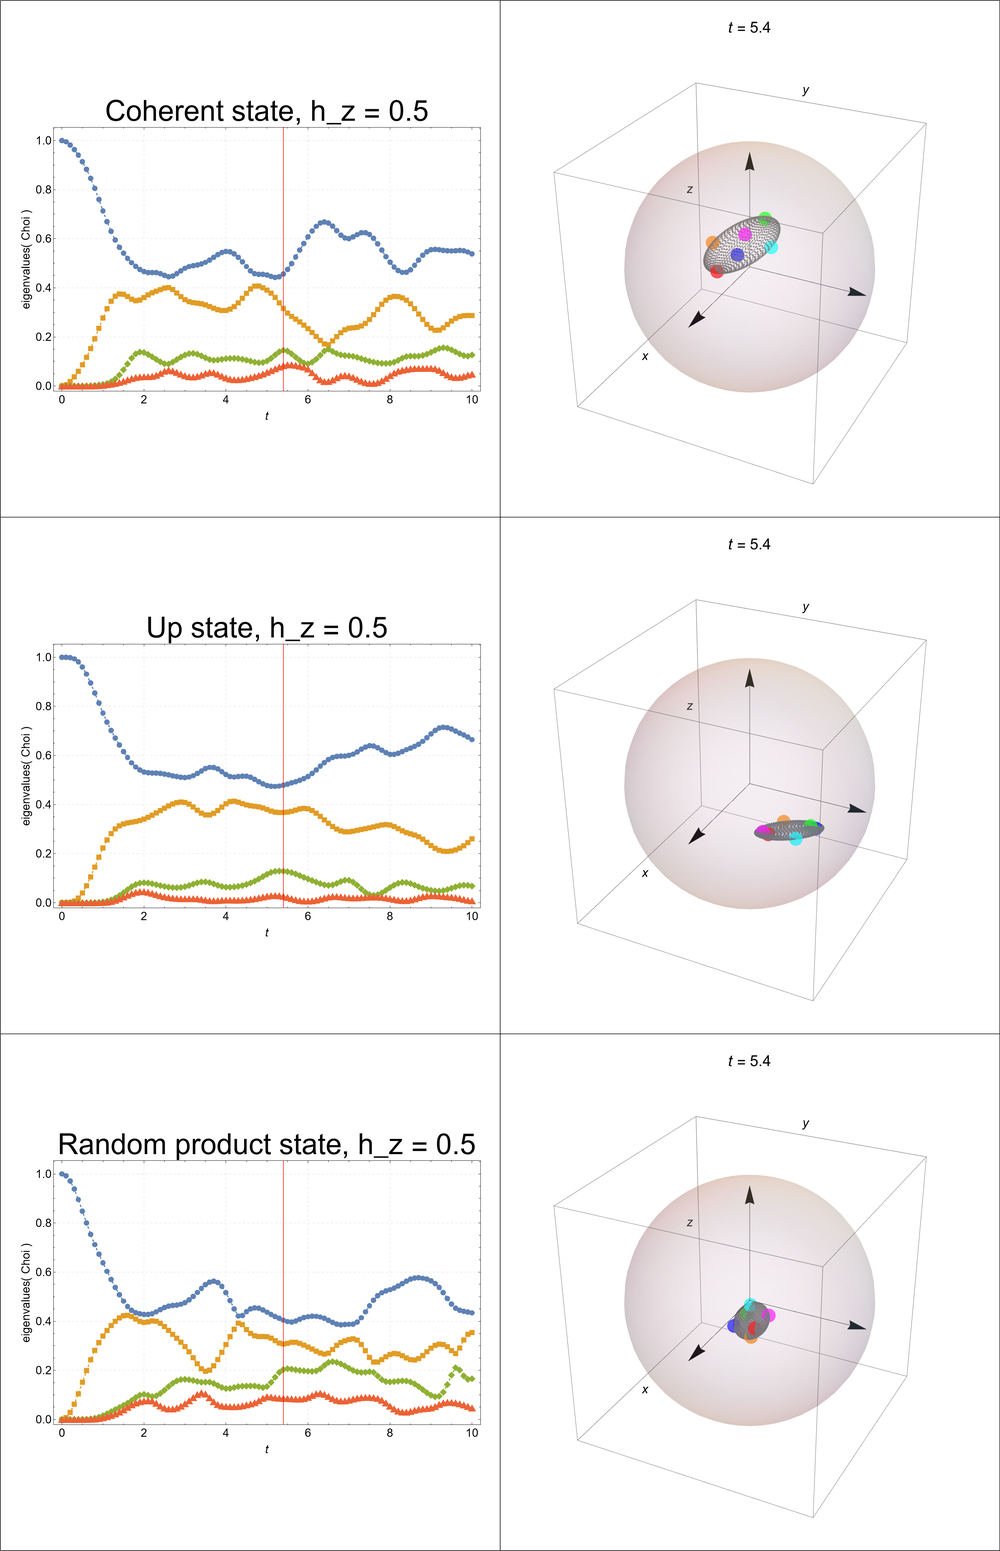 Coherent state, h_z = 0.5
eigenvalues( Choi )
1.0
0.8
0.6
0.4
0.2
0.0
0 2 4 6 8 10
t
t = 5.4
y
z
x
Up state, h_z = 0.5
eigenvalues( Choi )
1.0
0.8
0.6
0.4
0.2
0.0
0 2 4 6 8 10
t
t = 5.4
y
z
x
Random product state, h_z = 0.5
eigenvalues( Choi )
1.0
0.8
0.6
0.4
0.2
0.0
0 2 4 6 8 10
t
t = 5.4
y
z
x